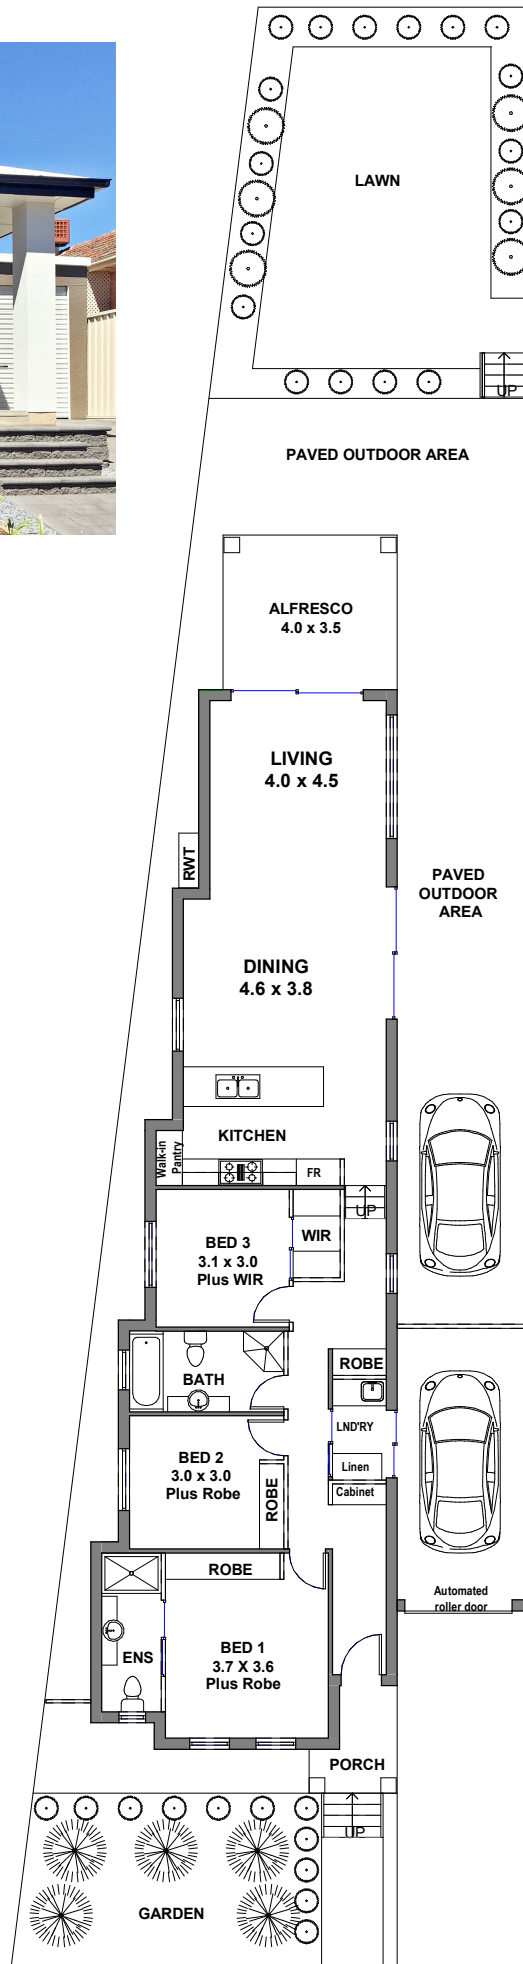 LAWN
UP
PAVED OUTDOOR AREA
ALFRESCO
4.0 x 3.5
LIVING
4.0 x 4.5
RWT
PAVED
OUTDOOR
AREA
DINING
4.6 x 3.8
KITCHEN
Walk-in
Pantry
FR
UP
WIR
BED 3
3.1 x 3.0
Plus WIR
ROBE
BATH
LND'RY
BED 2
3.0 x 3.0
Plus Robe
Linen
ROBE
Cabinet
ROBE
Automated
roller door
ENS
BED 1
3.7 X 3.6
Plus Robe
PORCH
UP
GARDEN